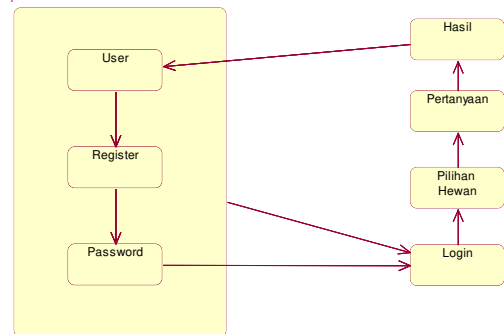 User
Register
Password
Hasil
Pertanyaan
Pilihan
Hewan
Login